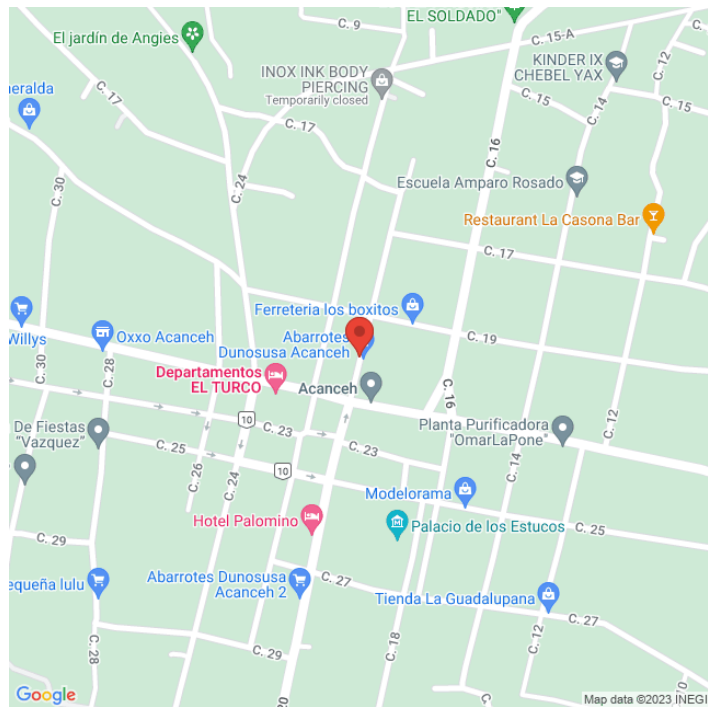 EL SOLDADO"
C. 9
C. 15-A
C. 12
El jardín de Angies
KINDER IX
CHEBEL YAX
INOX INK BODY
PIERCING
Temporarily closed
C. 17
neralda
C. 15
C. 14
C. 15
C. 17
C. 16
C. 24
C. 30
Escuela Amparo Rosado
Restaurant La Casona Bar
C. 17
Ferreteria los boxitos
C. 19
Willys
Oxxo Acanceh
Abarrotes
Dunosusa Acanceh
Departamentos
EL TURCO
Acanceh
C. 30
C. 28
C. 16
C. 12
10
De Fiestas
"Vazquez"
C. 23
C. 23
Planta Purificadora
"OmarLaPone"
C. 25
C. 26
C. 24
10
C. 14
Modelorama
C. 25
Hotel Palomino
Palacio de los Estucos
C. 29
equeña lulu
Abarrotes Dunosusa
Acanceh 2
C. 27
Tienda La Guadalupana
C. 27
C. 28
C. 29
C. 18
C. 12
20
Google
Map data ©2023 INEGI